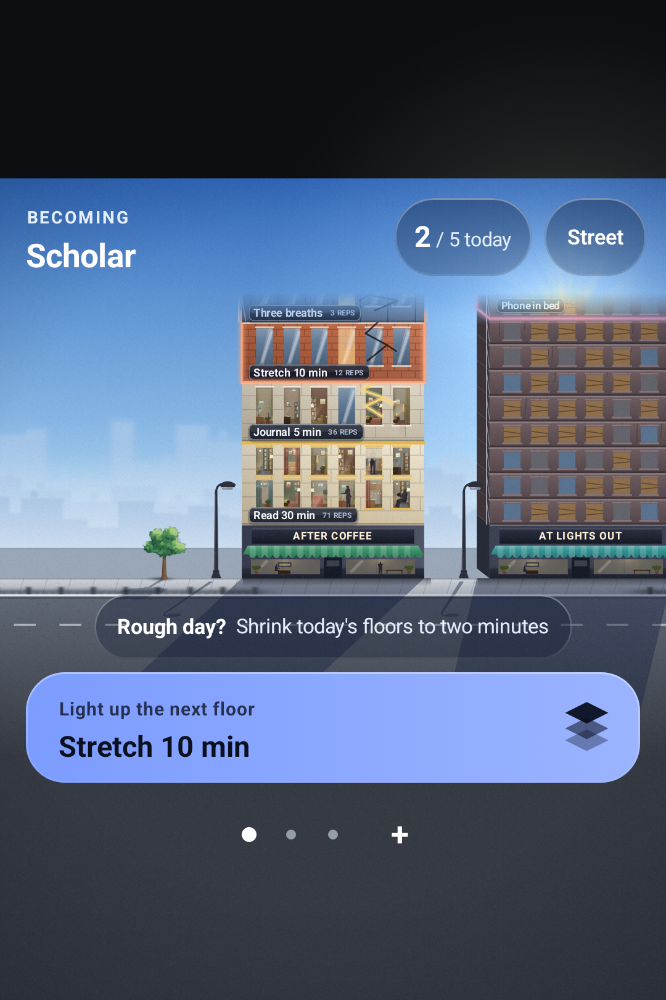 BECOMING
Scholar
2 / 5 today
Street
Three breaths 3 REPS
Phone in bed
Stretch 10 min 12 REPS
Journal 5 min 36 REPS
Read 30 min 71 REPS
AFTER COFFEE
AT LIGHTS OUT
Rough day? Shrink today's floors to two minutes
Light up the next floor
Stretch 10 min